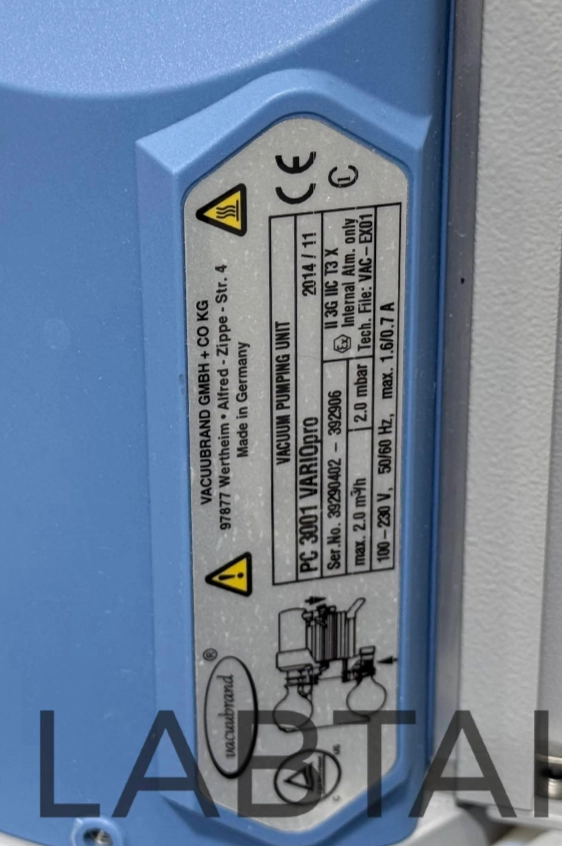 vacuubrand ®
VACUUBRAND GMBH + CO KG
97877 Wertheim • Alfred - Zippe - Str. 4
Made in Germany
VACUUM PUMPING UNIT
PC 3001 VARIOpro 2014 / 11
Ser.No. 39290402 – 392906
II 3G IIC T3 X
Ex Internal Atm. only
max. 2.0 m³/h 2.0 mbar Tech. File: VAC – EX01
100 – 230 V, 50/60 Hz, max. 1.6/0.7 A
CE
LABTAI